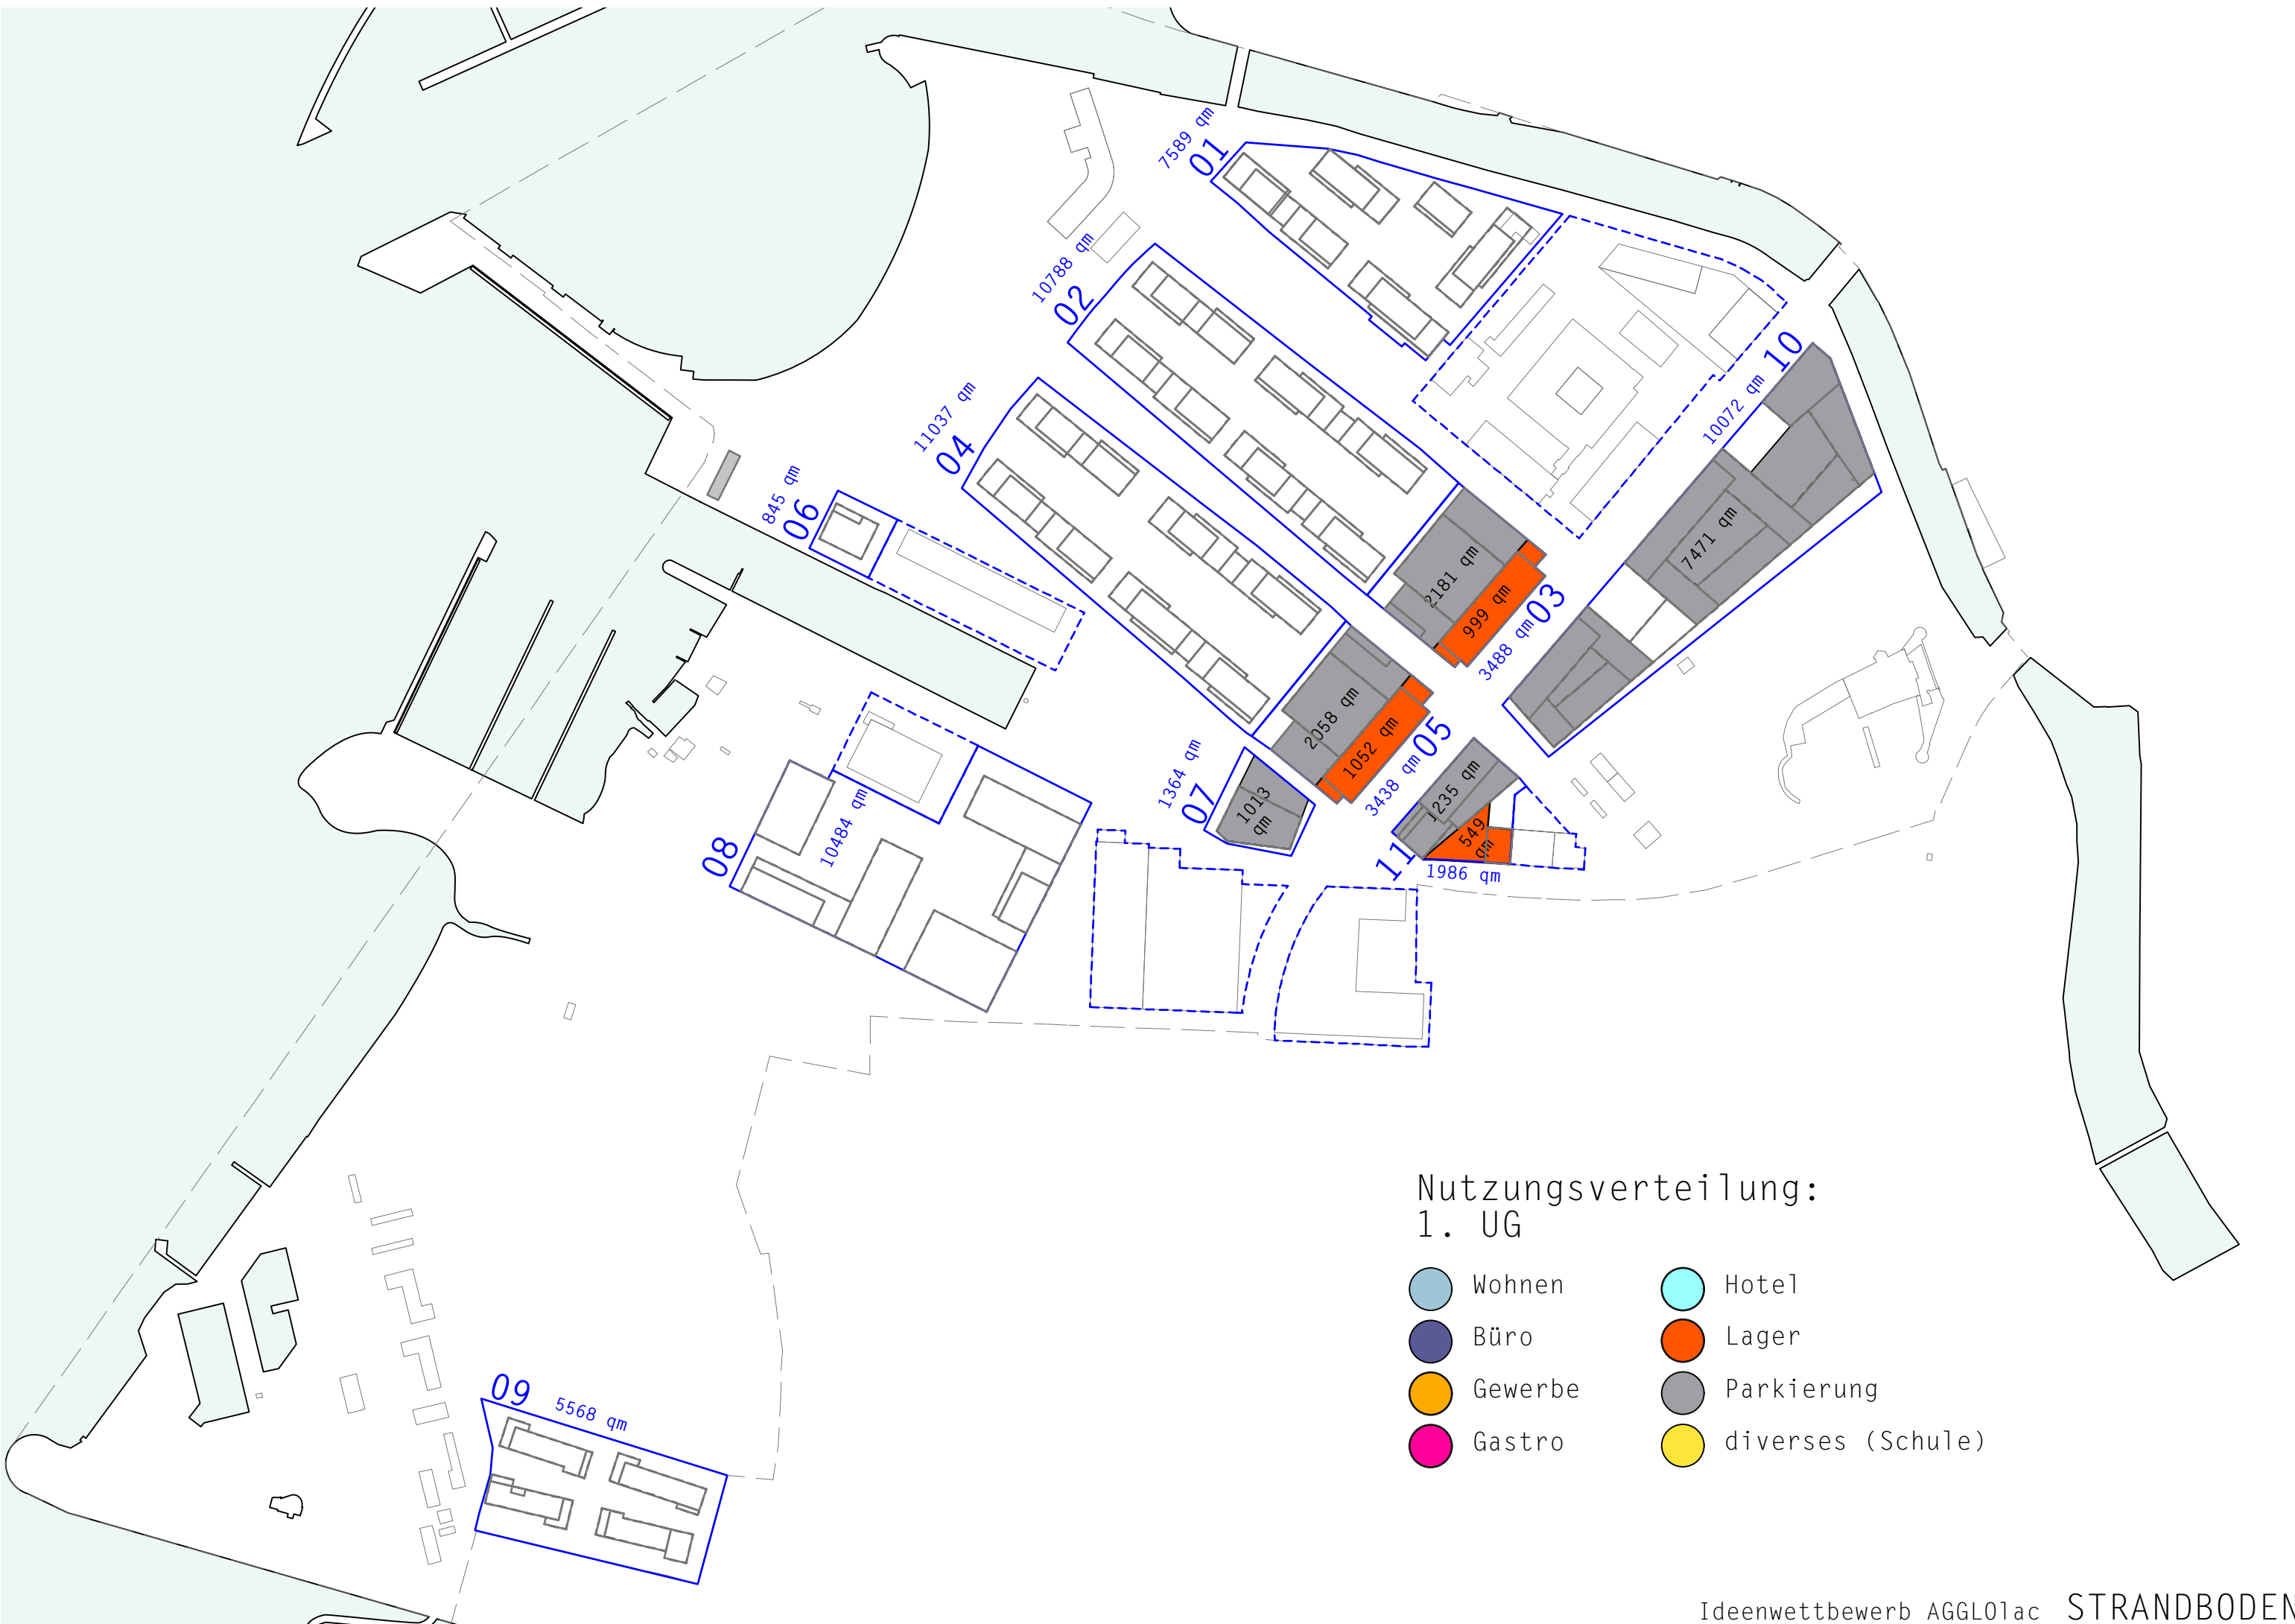 7589 qm
01
10788 qm
02
11037 qm
04
845 qm
06
10072 qm
10
7471 qm
2181 qm
999 qm
3488 qm
03
2058 qm
1052 qm
3438 qm
05
1364 qm
07
1013
qm
1235 qm
549
qm
11
1986 qm
08
10484 qm
09
5568 qm
Nutzungsverteilung:
1. UG
Wohnen
Hotel
Büro
Lager
Gewerbe
Parkierung
Gastro
diverses (Schule)
Ideenwettbewerb AGGLOlac STRANDBODEN